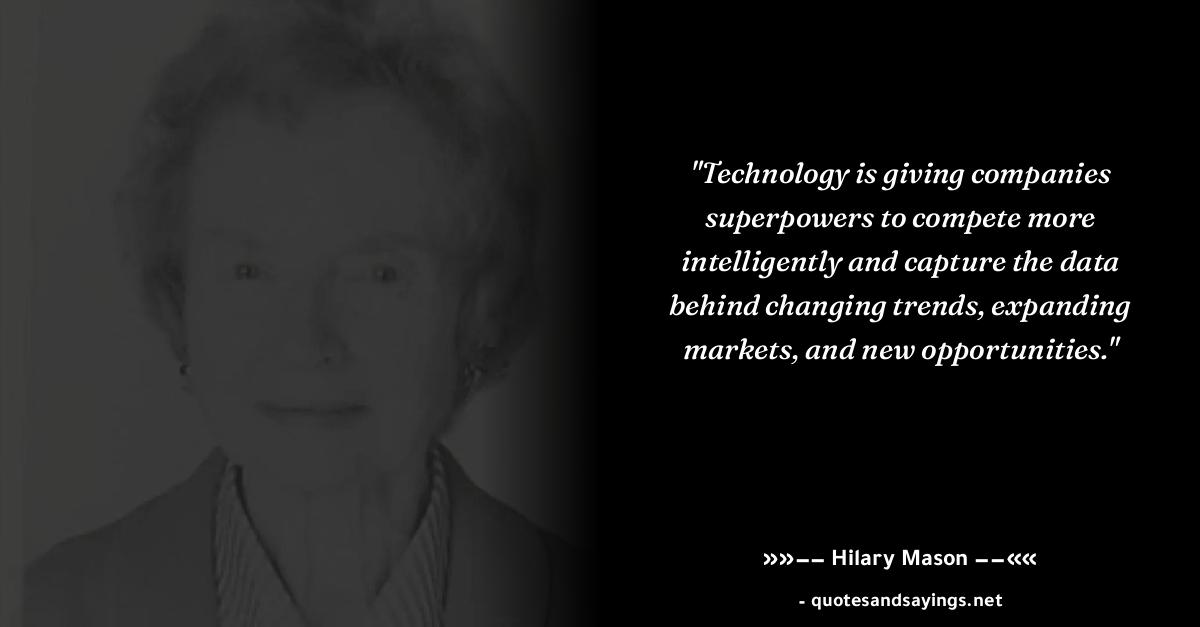 "Technology is giving companies
superpowers to compete more
intelligently and capture the data
behind changing trends, expanding
markets, and new opportunities."
»»−− Hilary Mason −−««
- quotesandsayings.net